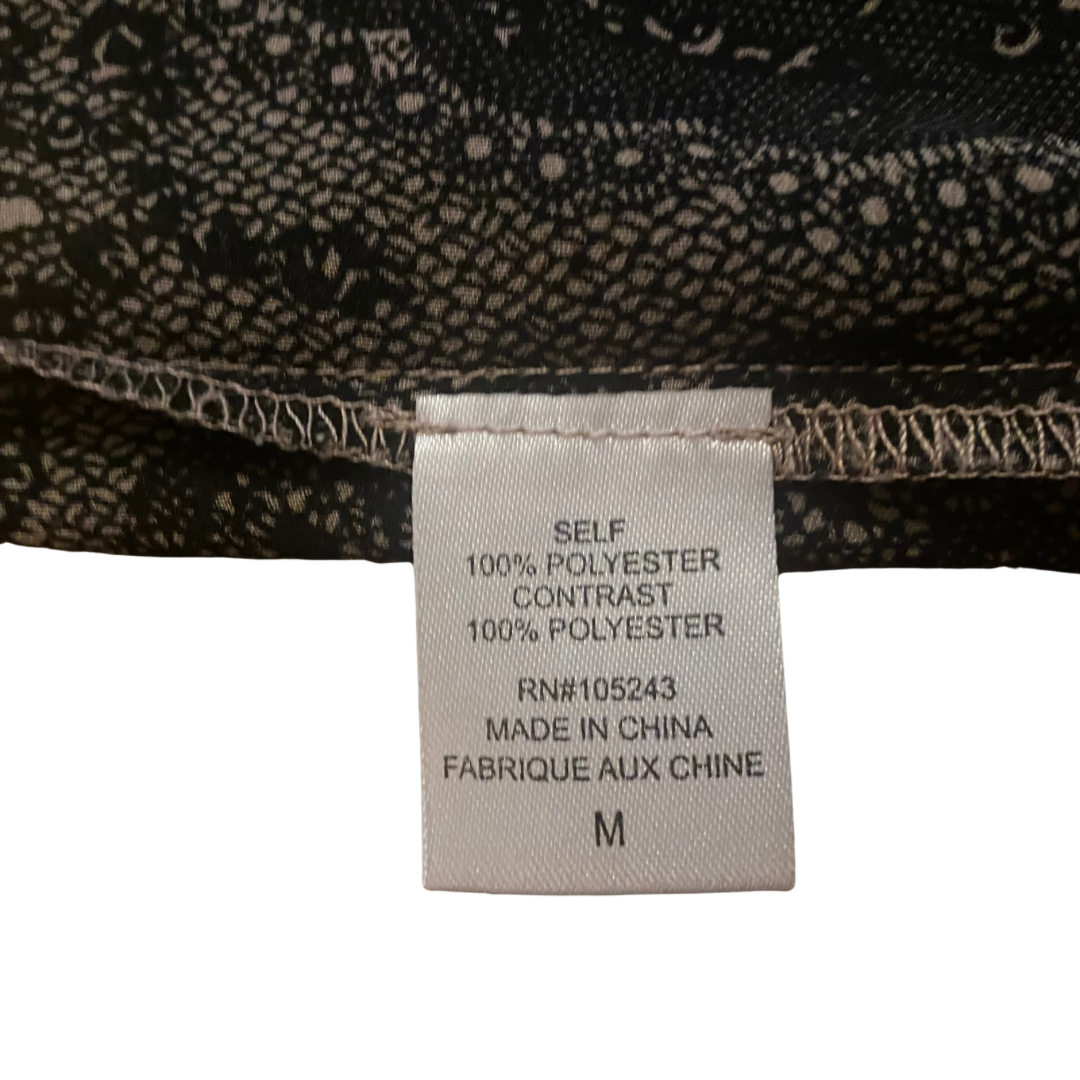 SELF
100% POLYESTER
CONTRAST
100% POLYESTER
RN#105243
MADE IN CHINA
FABRIQUE AUX CHINE
M